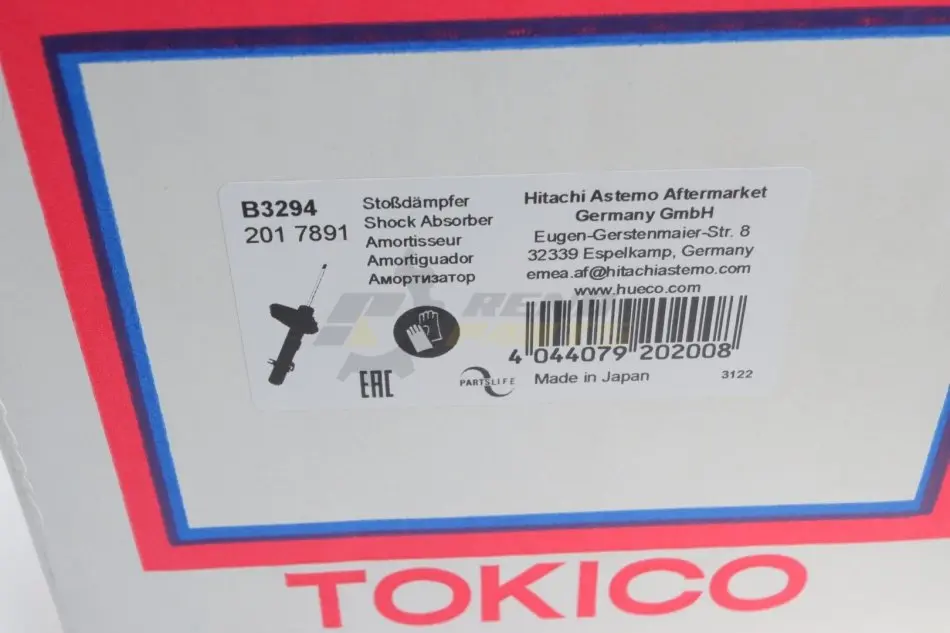 B3294
201 7891
Stoßdämpfer
Shock Absorber
Amortisseur
Amortiguador
Амортизатор
Hitachi Astemo Aftermarket
Germany GmbH
Eugen-Gerstenmaier-Str. 8
32339 Espelkamp, Germany
emea.af@hitachiastemo.com
www.hueco.com
4 044079 202008
EAC
PARTSLIFE
Made in Japan
3122
TOKICO